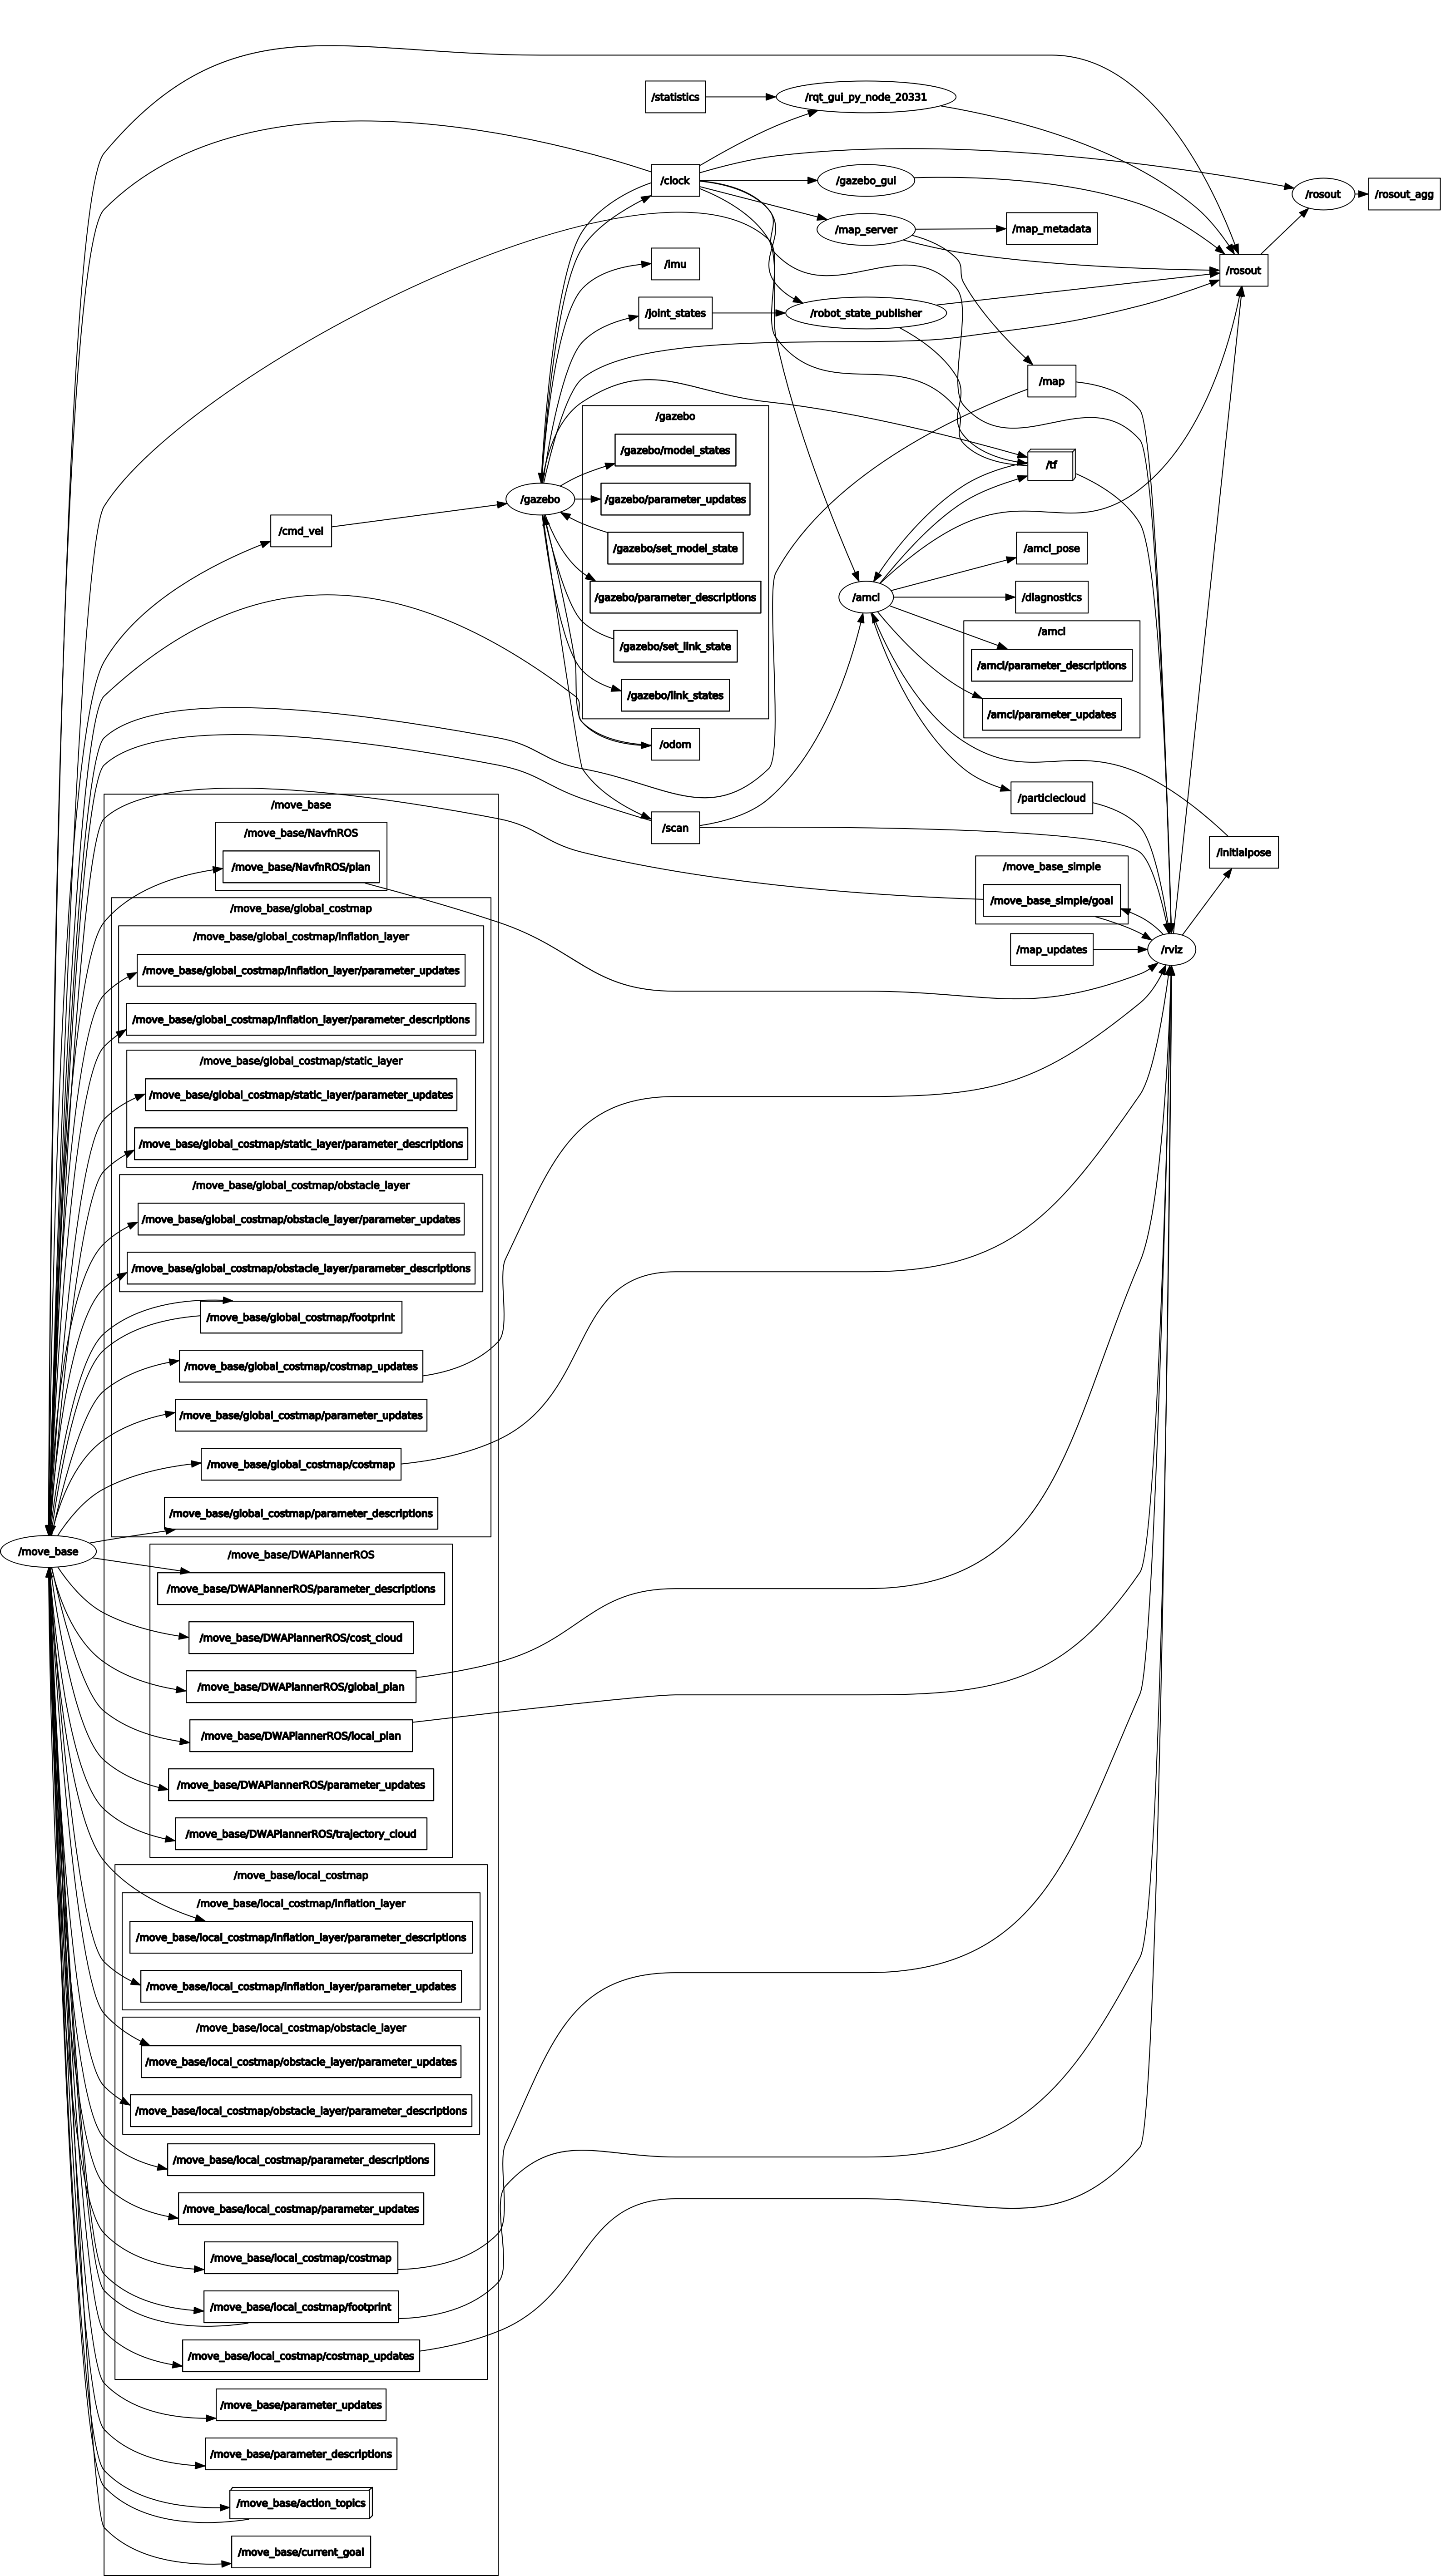 /statistics
/rqt_gui_py_node_20331
/clock
/gazebo_gui
/rosout
/rosout_agg
/map_server
/map_metadata
/imu
/rosout
/joint_states
/robot_state_publisher
/map
/gazebo
/gazebo/model_states
/tf
/gazebo
/gazebo/parameter_updates
/cmd_vel
/gazebo/set_model_state
/amcl_pose
/gazebo/parameter_descriptions
/amcl
/diagnostics
/amcl
/gazebo/set_link_state
/amcl/parameter_descriptions
/gazebo/link_states
/amcl/parameter_updates
/odom
/particlecloud
/move_base
/scan
/move_base/NavfnROS
/initialpose
/move_base/NavfnROS/plan
/move_base_simple
/move_base_simple/goal
/move_base/global_costmap
/move_base/global_costmap/inflation_layer
/map_updates
/rviz
/move_base/global_costmap/inflation_layer/parameter_updates
/move_base/global_costmap/inflation_layer/parameter_descriptions
/move_base/global_costmap/static_layer
/move_base/global_costmap/static_layer/parameter_updates
/move_base/global_costmap/static_layer/parameter_descriptions
/move_base/global_costmap/obstacle_layer
/move_base/global_costmap/obstacle_layer/parameter_updates
/move_base/global_costmap/obstacle_layer/parameter_descriptions
/move_base/global_costmap/footprint
/move_base/global_costmap/costmap_updates
/move_base/global_costmap/parameter_updates
/move_base/global_costmap/costmap
/move_base/global_costmap/parameter_descriptions
/move_base
/move_base/DWAPlannerROS
/move_base/DWAPlannerROS/parameter_descriptions
/move_base/DWAPlannerROS/cost_cloud
/move_base/DWAPlannerROS/global_plan
/move_base/DWAPlannerROS/local_plan
/move_base/DWAPlannerROS/parameter_updates
/move_base/DWAPlannerROS/trajectory_cloud
/move_base/local_costmap
/move_base/local_costmap/inflation_layer
/move_base/local_costmap/inflation_layer/parameter_descriptions
/move_base/local_costmap/inflation_layer/parameter_updates
/move_base/local_costmap/obstacle_layer
/move_base/local_costmap/obstacle_layer/parameter_updates
/move_base/local_costmap/obstacle_layer/parameter_descriptions
/move_base/local_costmap/parameter_descriptions
/move_base/local_costmap/parameter_updates
/move_base/local_costmap/costmap
/move_base/local_costmap/footprint
/move_base/local_costmap/costmap_updates
/move_base/parameter_updates
/move_base/parameter_descriptions
/move_base/action_topics
/move_base/current_goal